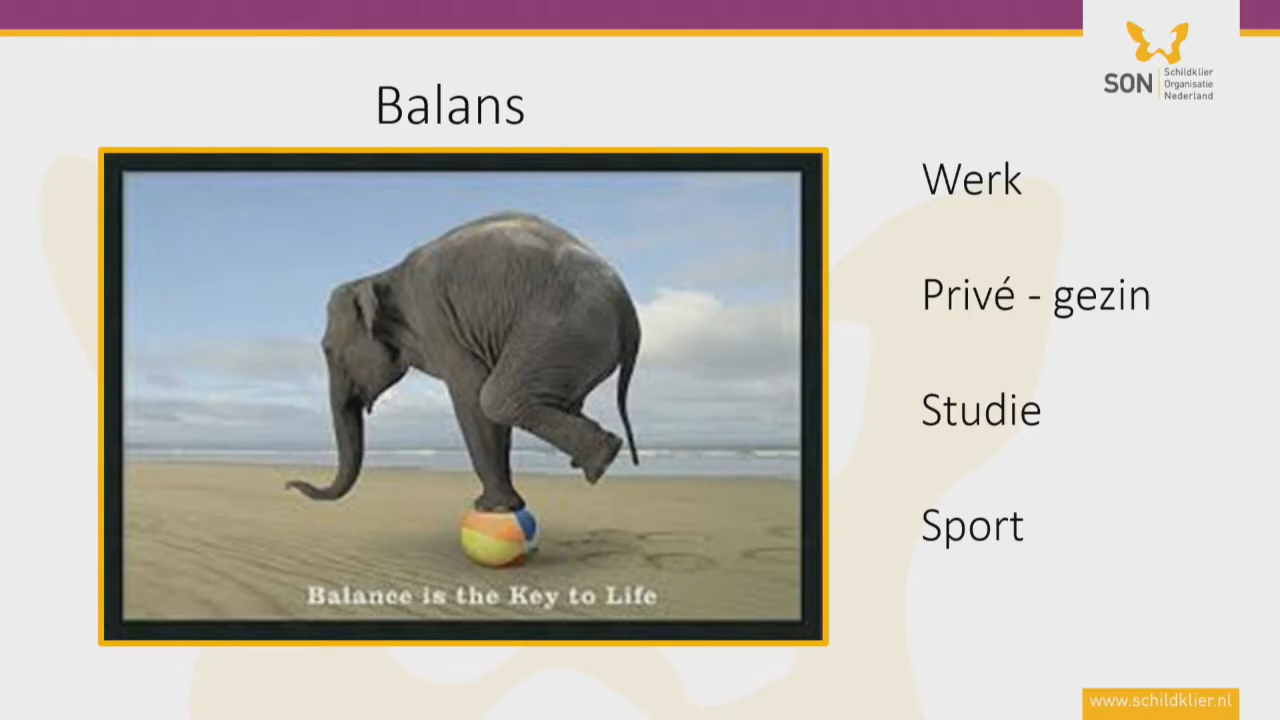 SON
Schildklier
Organisatie
Nederland
Balans
Werk
Privé - gezin
Studie
Sport
Balance is the Key to Life
www.schildklier.nl